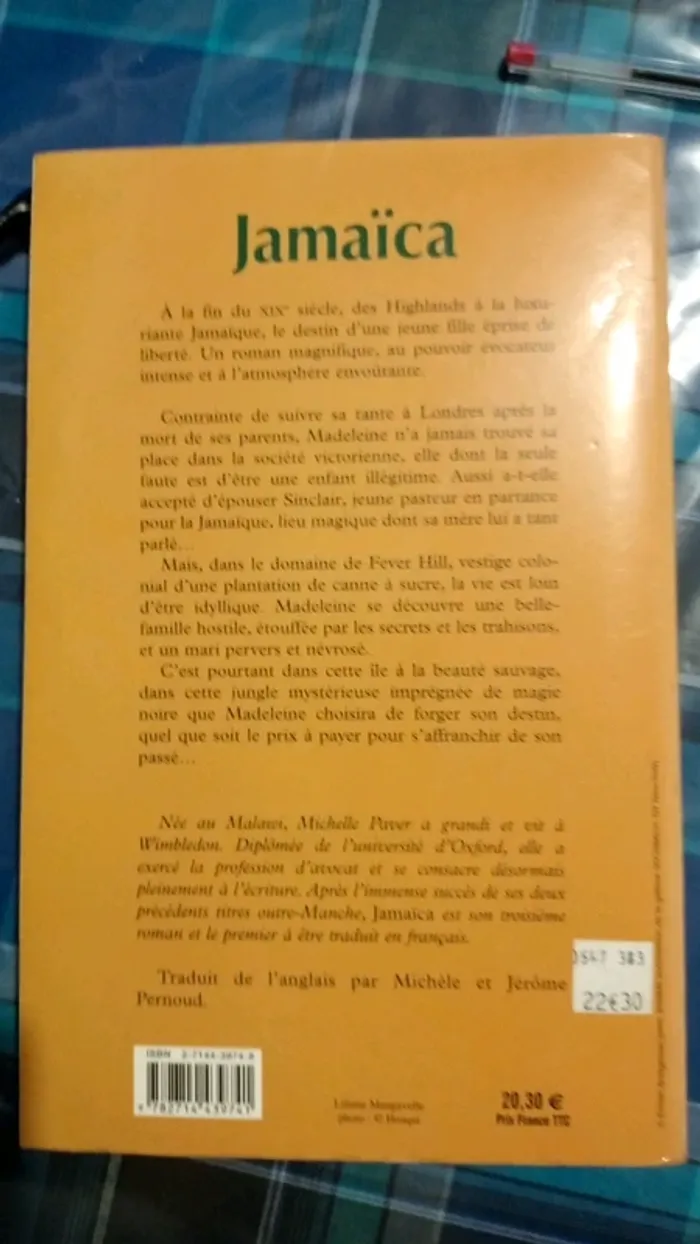 Jamaïca
À la fin du XIXe siècle, des Highlands à la luxu-
riante Jamaïque, le destin d'une jeune fille éprise de
liberté. Un roman magnifique, au pouvoir évocateur
intense et à l'atmosphère envoûtante.
Contrainte de suivre sa tante à Londres après la
mort de ses parents, Madeleine n'a jamais trouvé sa
place dans la société victorienne, elle dont la seule
faute est d'être une enfant illégitime. Aussi a-t-elle
accepté d'épouser Sinclair, jeune pasteur en partance
pour la Jamaïque, lieu magique dont sa mère lui a tant
parlé...
Mais, dans le domaine de Fever Hill, vestige colo-
nial d'une plantation de canne à sucre, la vie est loin
d'être idyllique. Madeleine se découvre une belle-
famille hostile, étouffée par les secrets et les trahisons,
et un mari pervers et névrosé.
C'est pourtant dans cette île à la beauté sauvage,
dans cette jungle mystérieuse imprégnée de magie
noire que Madeleine choisira de forger son destin,
quel que soit le prix à payer pour s'affranchir de son
passé...
Née au Malawi, Michelle Paver a grandi et vit à
Wimbledon. Diplômée de l'université d'Oxford, elle a
exercé la profession d'avocat et se consacre désormais
pleinement à l'écriture. Après l'immense succès de ses deux
précédents titres outre-Manche, Jamaïca est son troisième
roman et le premier à être traduit en français.
Traduit de l'anglais par Michèle et Jérôme
Pernoud.
383
22€30
ISBN 2-7144-3974-8
9 782714 439741
photo : ©
20,30 €
Prix France TTC